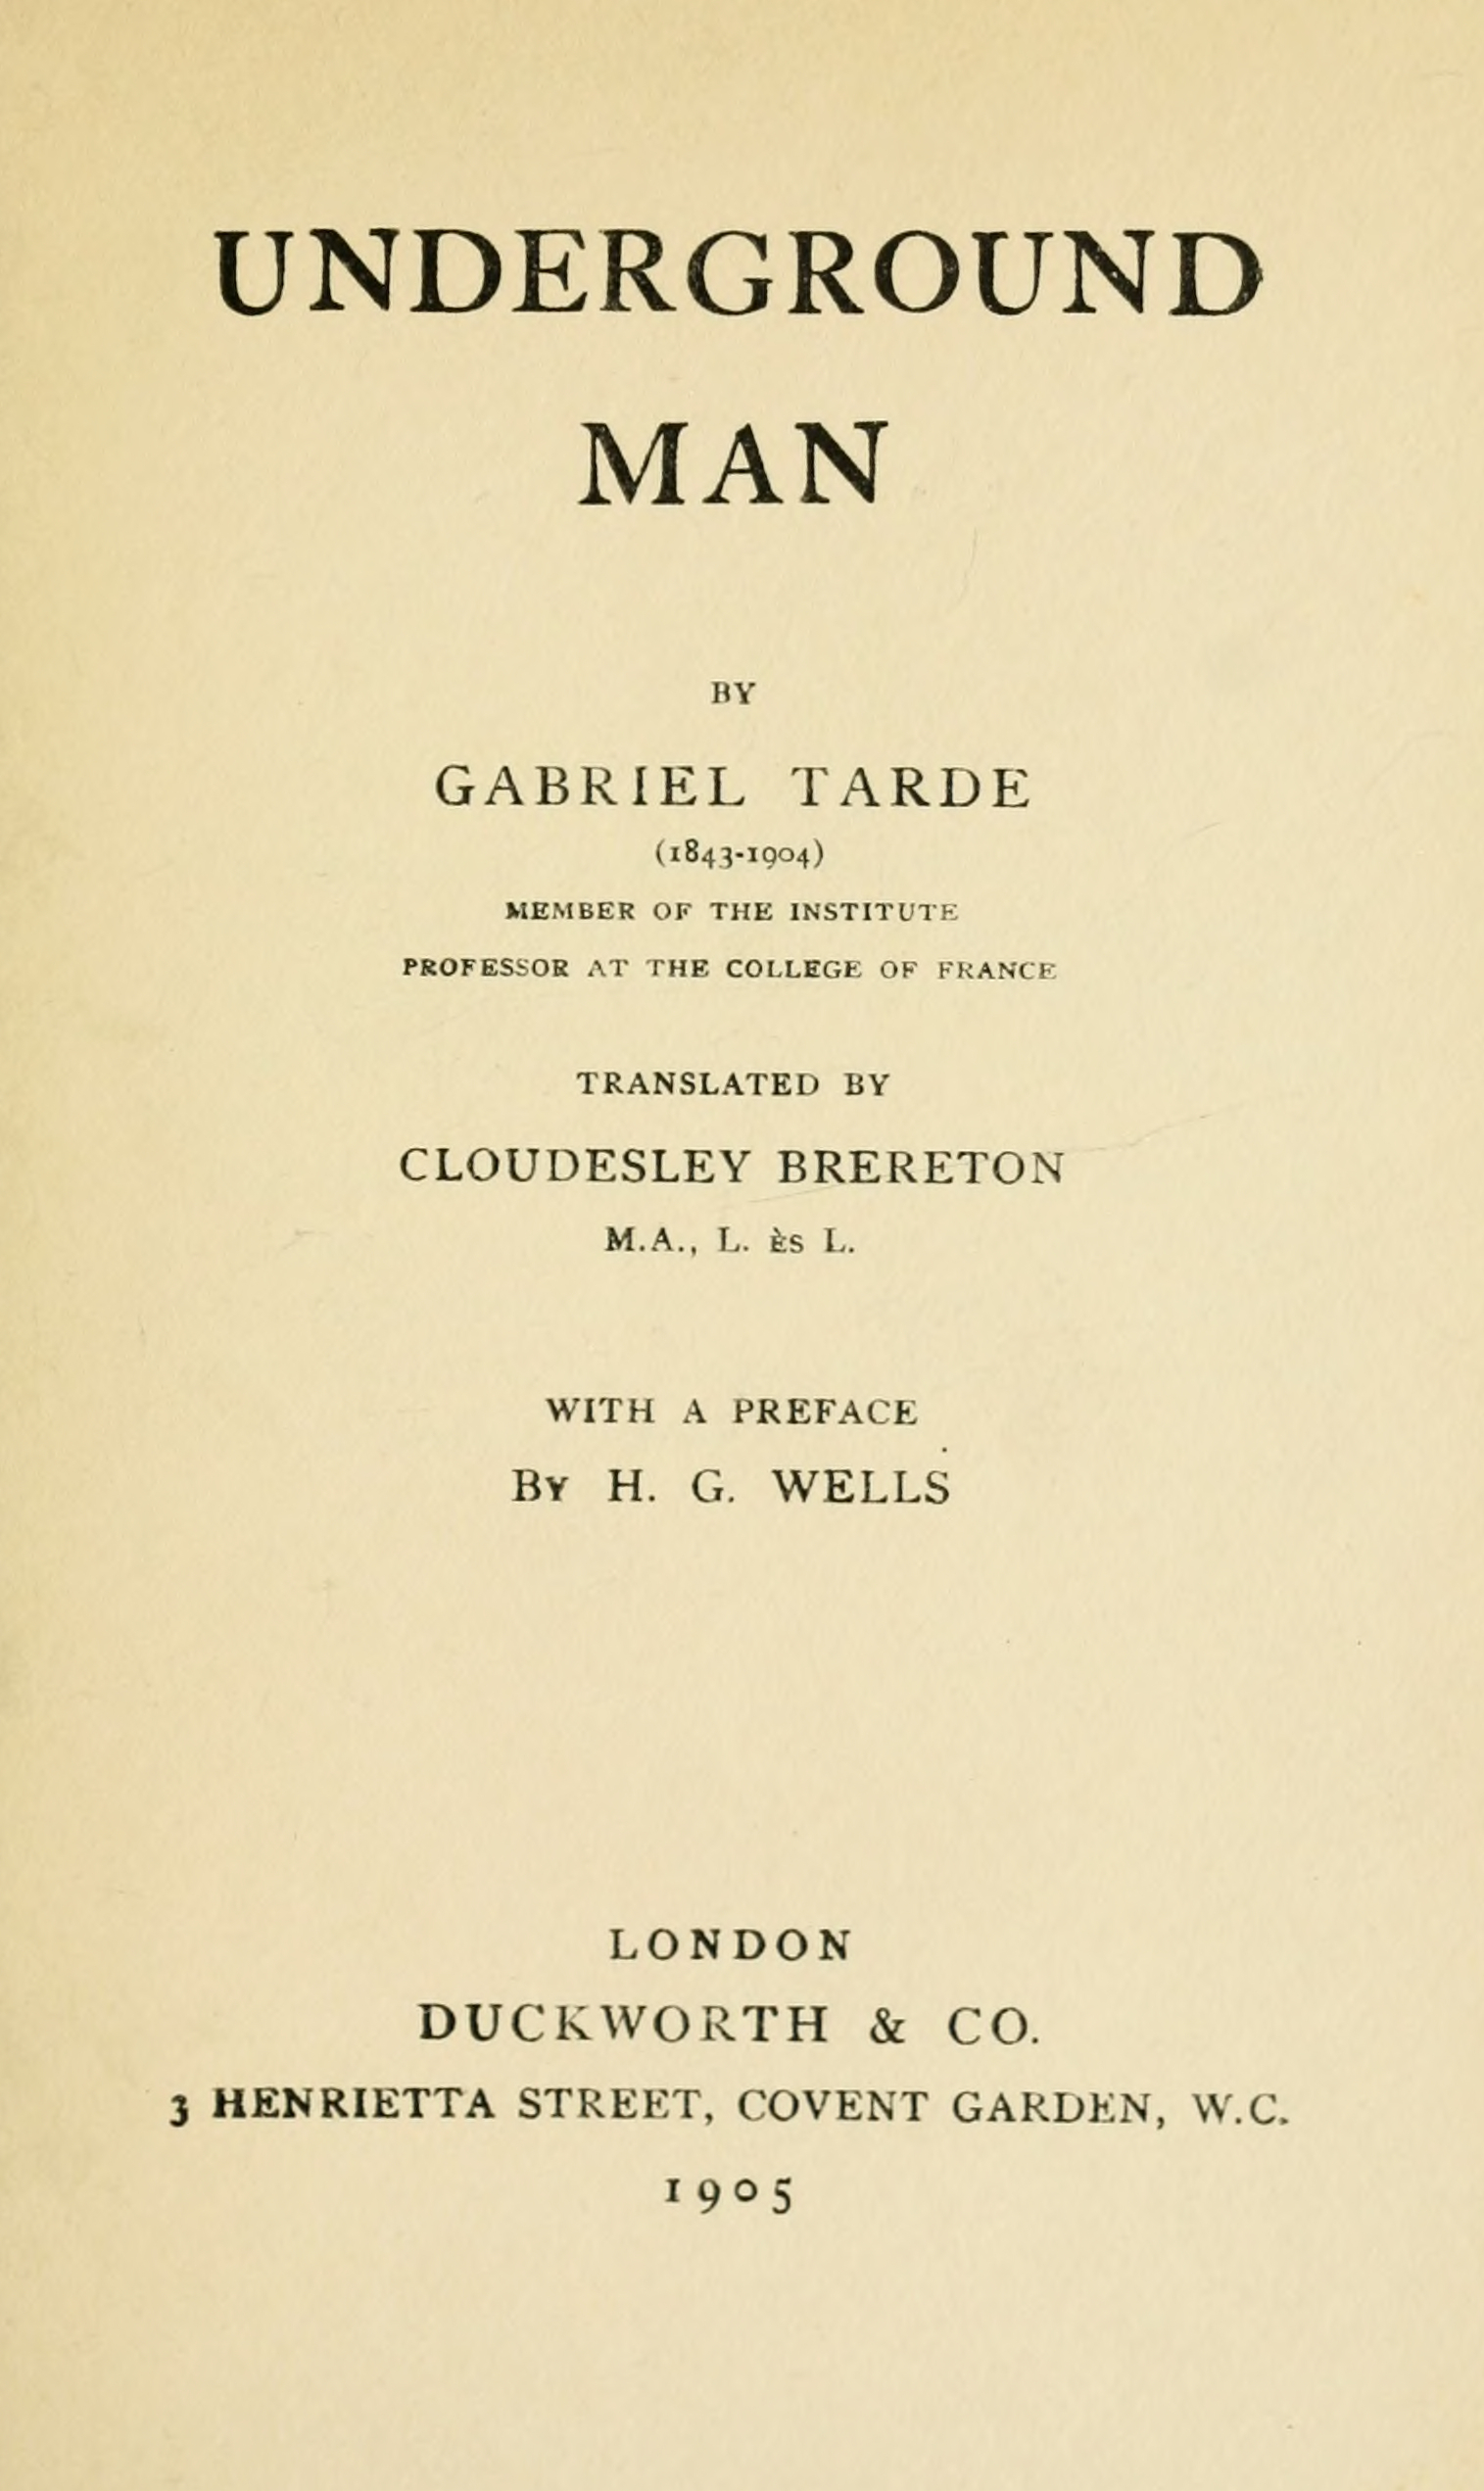 UNDERGROUND
MAN
BY
GABRIEL TARDE
(1843-1904)
MEMBER OF THE INSTITUTE
PROFESSOR AT THE COLLEGE OF FRANCE
TRANSLATED BY
CLOUDESLEY BRERETON
M.A., L. ÈS L.
WITH A PREFACE
BY H. G. WELLS
LONDON
DUCKWORTH & CO.
3 HENRIETTA STREET, COVENT GARDEN, W.C.
1905